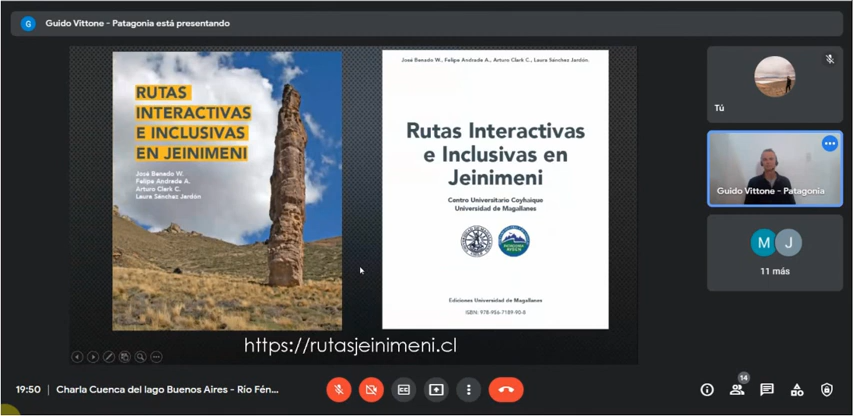 G Guido Vittone - Patagonia está presentando
RUTAS
INTERACTIVAS
E INCLUSIVAS
EN JEINIMENI
José Benedo W.
Felipe Andrade A.
Arturo Clerk C.
Laura Sánchez Jardón
José Benedo W., Felipe Andrade A., Arturo Clerk C., Laura Sánchez Jardón.
Rutas Interactivas
e Inclusivas en
Jeinimeni
Centro Universitario Coyhaique
Universidad de Magallanes
Ediciones Universidad de Magallanes
ISBN: 978-956-7189-90-8
https://rutasjeinimeni.cl
Tú
Guido Vittone - Patagonia
M J
11 más
19:50 | Charla Cuenca del lago Buenos Aires - Río Fén...
14